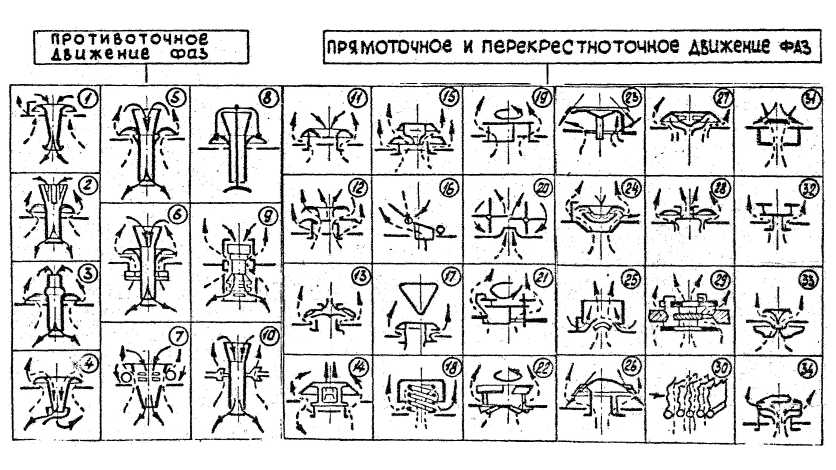 ПРОТИВОТОЧНОЕ
ДВИЖЕНИЕ ФАЗ
ПРЯМОТОЧНОЕ И ПЕРЕКРЕСТНОТОЧНОЕ ДВИЖЕНИЕ ФАЗ
1 5 8 11 15 19 23 27 31
2 6 9 12 16 20 24 28 32
3 7 10 13 17 21 25 29 33
4 14 18 22 26 30 34